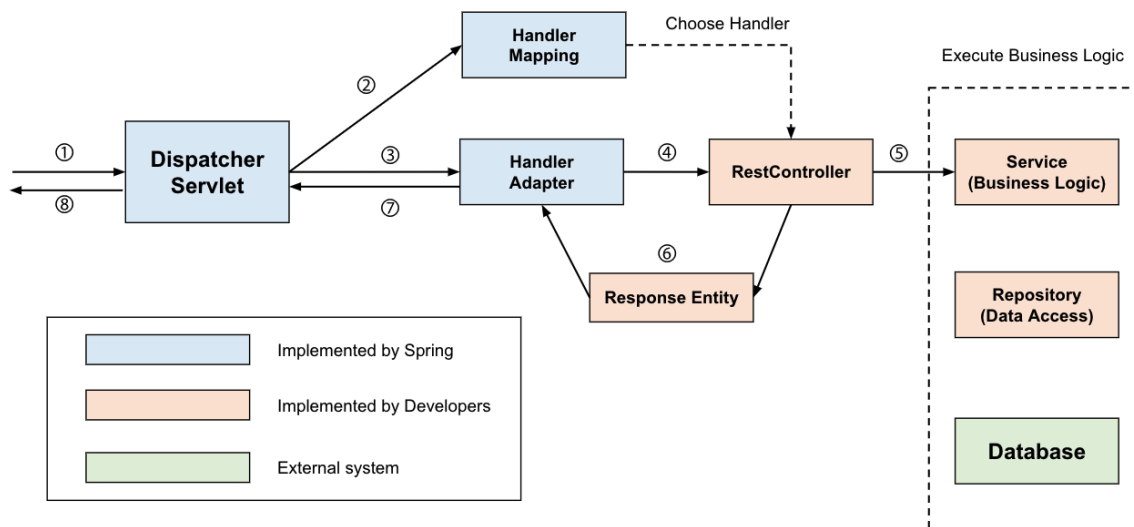 Choose Handler
Handler
Mapping
Execute Business Logic
②
①
Dispatcher
Servlet
③
Handler
Adapter
④
RestController
⑤
Service
(Business Logic)
⑧
⑦
⑥
Response Entity
Repository
(Data Access)
Implemented by Spring
Implemented by Developers
External system
Database